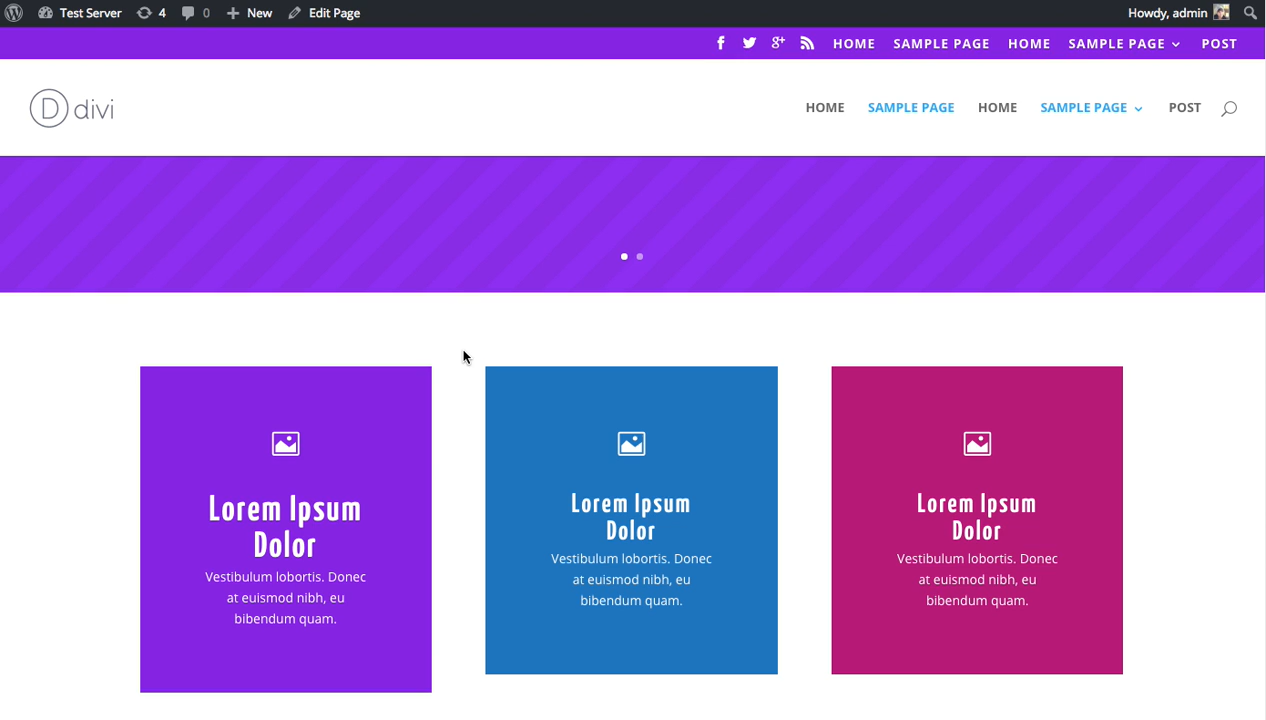 Test Server 4 0 New Edit Page Howdy, admin
HOME SAMPLE PAGE HOME SAMPLE PAGE POST
D divi HOME SAMPLE PAGE HOME SAMPLE PAGE POST
Lorem Ipsum
Dolor
Vestibulum lobortis. Donec
at euismod nibh, eu
bibendum quam.
Lorem Ipsum
Dolor
Vestibulum lobortis. Donec
at euismod nibh, eu
bibendum quam.
Lorem Ipsum
Dolor
Vestibulum lobortis. Donec
at euismod nibh, eu
bibendum quam.